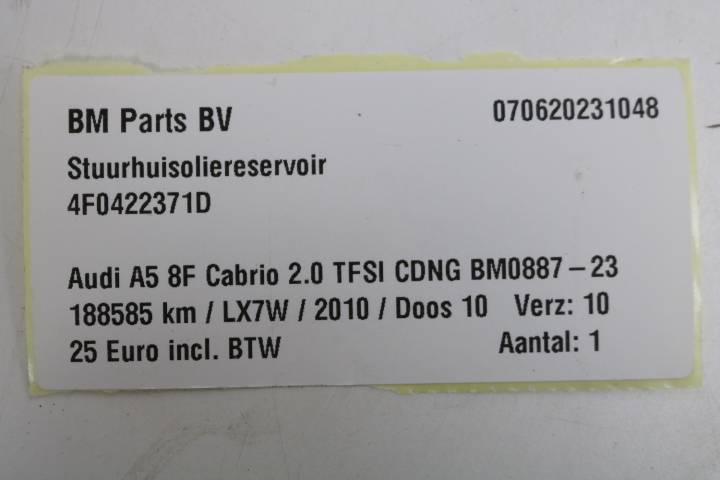 BM Parts BV 070620231048
Stuurhuisoliereservoir
4F0422371D
Audi A5 8F Cabrio 2.0 TFSI CDNG BM0887-23
188585 km / LX7W / 2010 / Doos 10 Verz: 10
25 Euro incl. BTW Aantal: 1